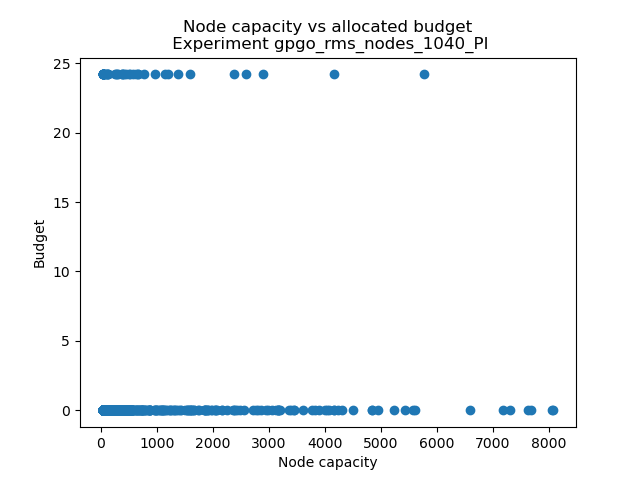 Node capacity vs allocated budget
Experiment gpgo_rms_nodes_1040_PI
25
20
15
10
5
0
Budget
0 1000 2000 3000 4000 5000 6000 7000 8000
Node capacity